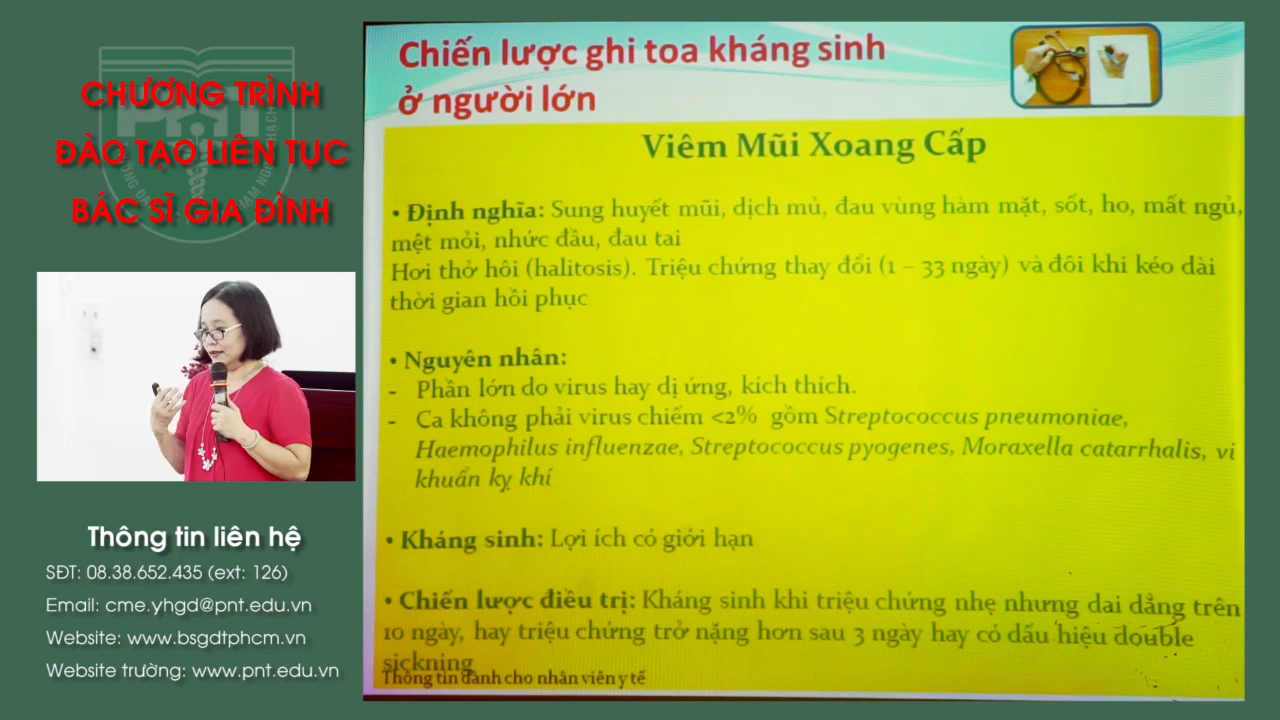 CHƯƠNG TRÌNH
ĐÀO TẠO LIÊN TỤC
BÁC SĨ GIA ĐÌNH
Thông tin liên hệ
SĐT: 08.38.652.435 (ext: 126)
Email: cme.yhgd@pnt.edu.vn
Website: www.bsgdtphcm.vn
Website trường: www.pnt.edu.vn
Chiến lược ghi toa kháng sinh
ở người lớn
Viêm Mũi Xoang Cấp
• Định nghĩa: Sung huyết mũi, dịch mủ, đau vùng hàm mặt, sốt, ho, mất ngủ,
mệt mỏi, nhức đầu, đau tai
Hơi thở hôi (halitosis). Triệu chứng thay đổi (1 – 33 ngày) và đôi khi kéo dài
thời gian hồi phục
• Nguyên nhân:
- Phần lớn do virus hay dị ứng, kích thích.
- Ca không phải virus chiếm <2% gồm Streptococcus pneumoniae,
Haemophilus influenzae, Streptococcus pyogenes, Moraxella catarrhalis, vi
khuẩn kỵ khí
• Kháng sinh: Lợi ích có giới hạn
• Chiến lược điều trị: Kháng sinh khi triệu chứng nhẹ nhưng dai dẳng trên
10 ngày, hay triệu chứng trở nặng hơn sau 3 ngày hay có dấu hiệu double
sickning
Thông tin dành cho nhân viên y tế